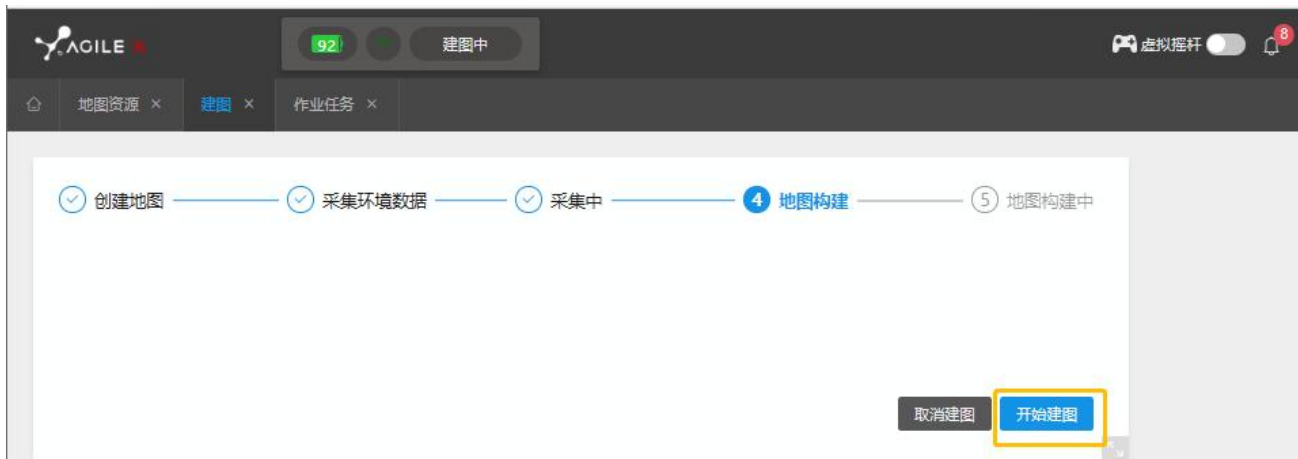 AGILE
92
建图中
虚拟摇杆
8
地图资源 ×
建图 ×
作业任务 ×
创建地图
采集环境数据
采集中
4 地图构建
5 地图构建中
取消建图
开始建图